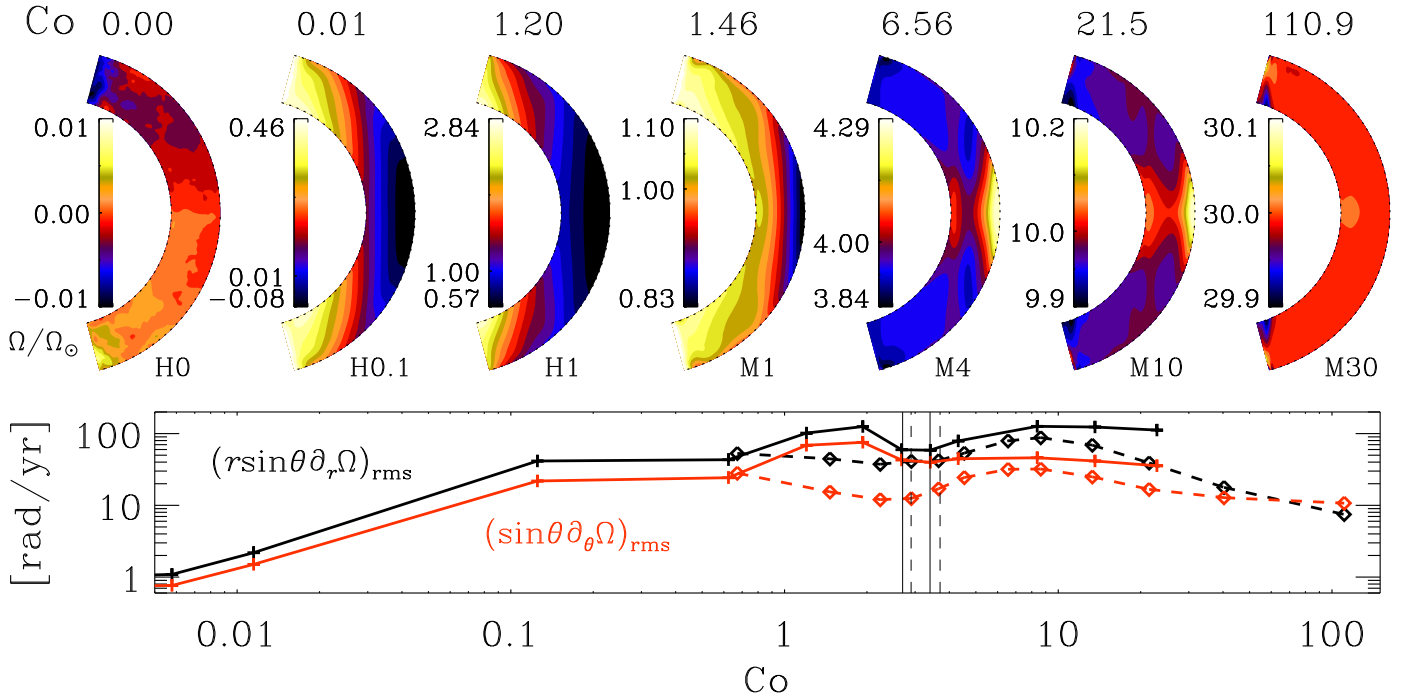 Co 0.00 0.01 1.20 1.46 6.56 21.5 110.9
0.01 0.46 2.84 1.10 4.29 10.2 30.1
1.00
0.00 4.00 10.0 30.0
0.01 1.00
−0.01 −0.08 0.57 0.83 3.84 9.9 29.9
Ω/Ω☉
H0 H0.1 H1 M1 M4 M10 M30
100
10
1
[rad/yr]
(r sinθ∂rΩ)rms
(sinθ∂θΩ)rms
0.01 0.1 1 10 100
Co